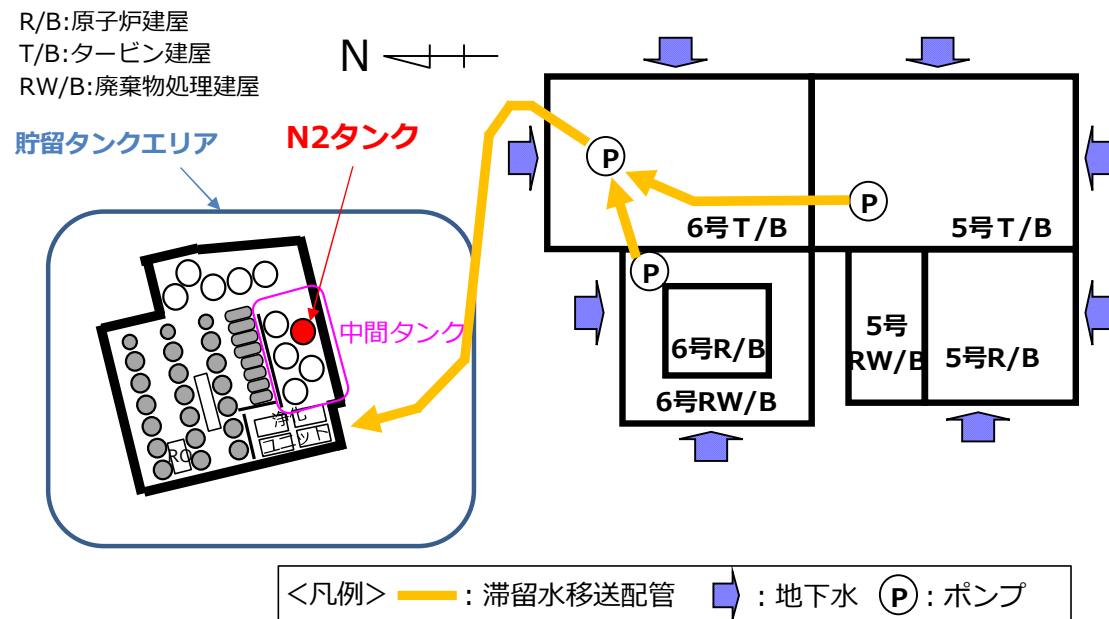 R/B:原子炉建屋
T/B:タービン建屋
RW/B:廃棄物処理建屋
N
貯留タンクエリア
N2タンク
P
P
6号T/B
5号T/B
P
中間タンク
5号
RW/B
6号R/B
5号R/B
6号RW/B
浄化
ユニット
RO
<凡例>
:滞留水移送配管
:地下水
P
:ポンプ